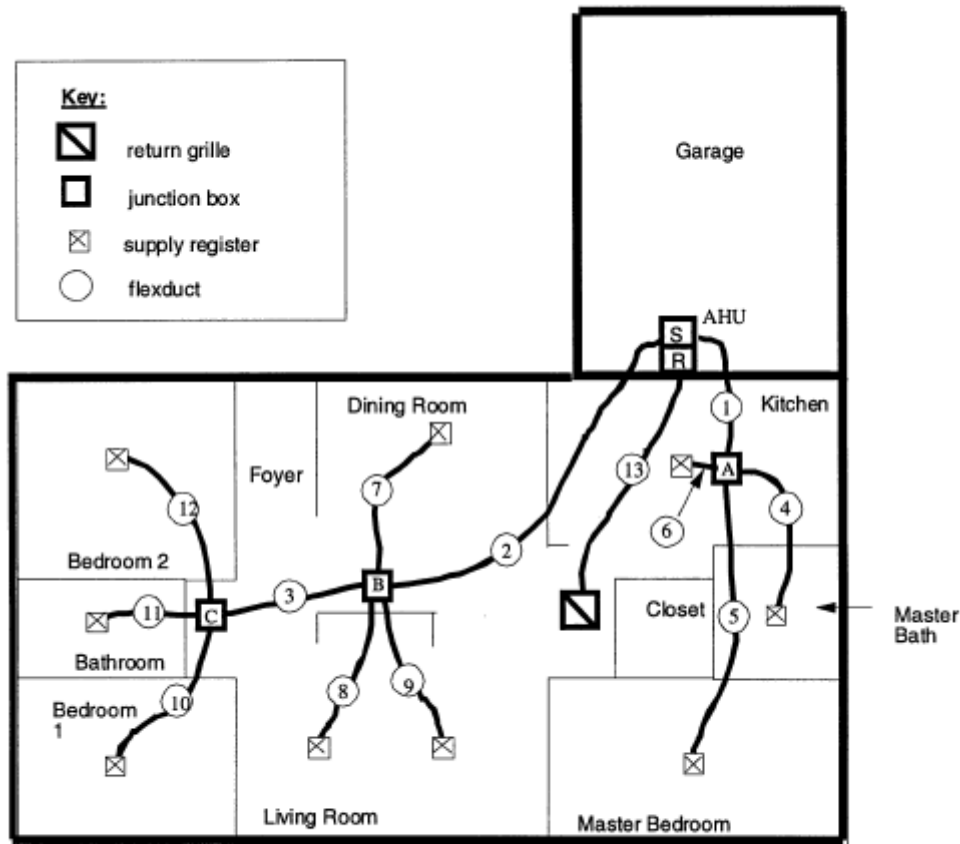 Key:
return grille
junction box
supply register
flexduct
Garage
S
AHU
R
Dining Room
1
Kitchen
Foyer
13
A
7
4
12
6
2
Bedroom 2
B
3
11
C
Closet
5
Master
Bath
Bathroom
8
9
10
Bedroom
1
Living Room
Master Bedroom